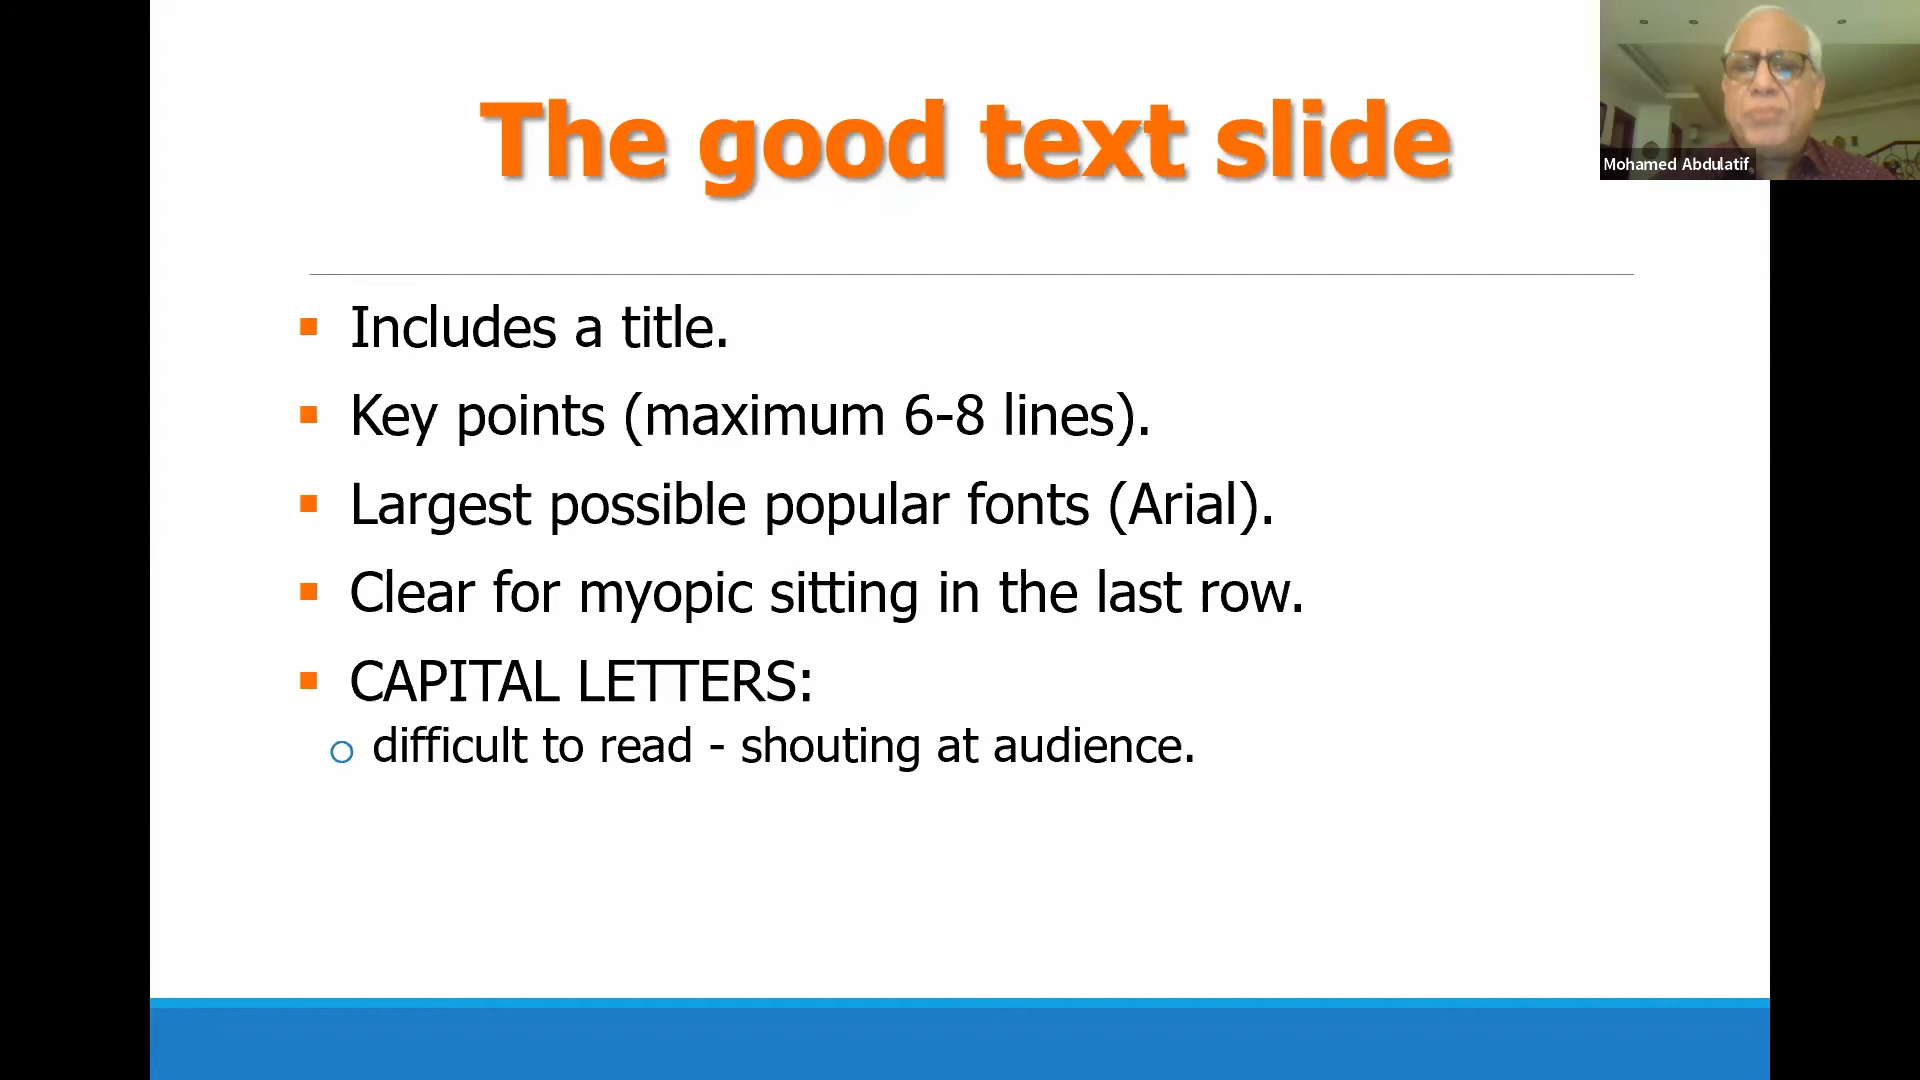 The good text slide
Mohamed Abdulatif
Includes a title.
Key points (maximum 6-8 lines).
Largest possible popular fonts (Arial).
Clear for myopic sitting in the last row.
CAPITAL LETTERS:
difficult to read - shouting at audience.